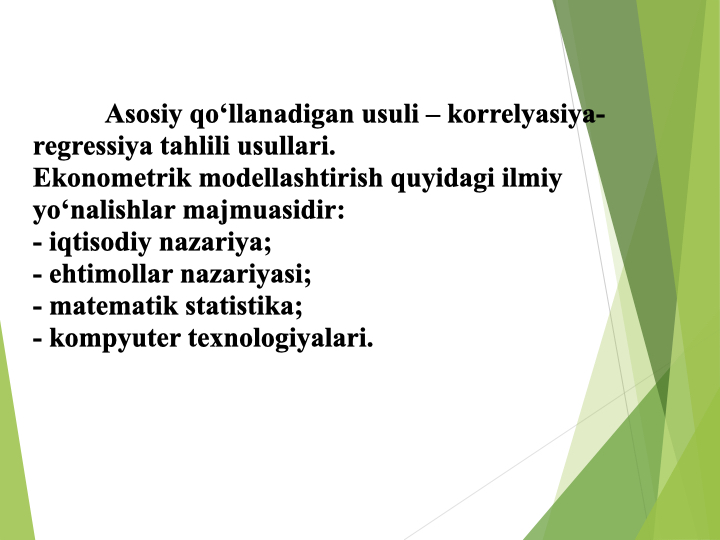 Asosiy qo‘llanadigan usuli – korrelyasiya-
regressiya tahlili usullari.
Ekonometrik modellashtirish quyidagi ilmiy
yo‘nalishlar majmuasidir:
- iqtisodiy nazariya;
- ehtimollar nazariyasi;
- matematik statistika;
- kompyuter texnologiyalari.